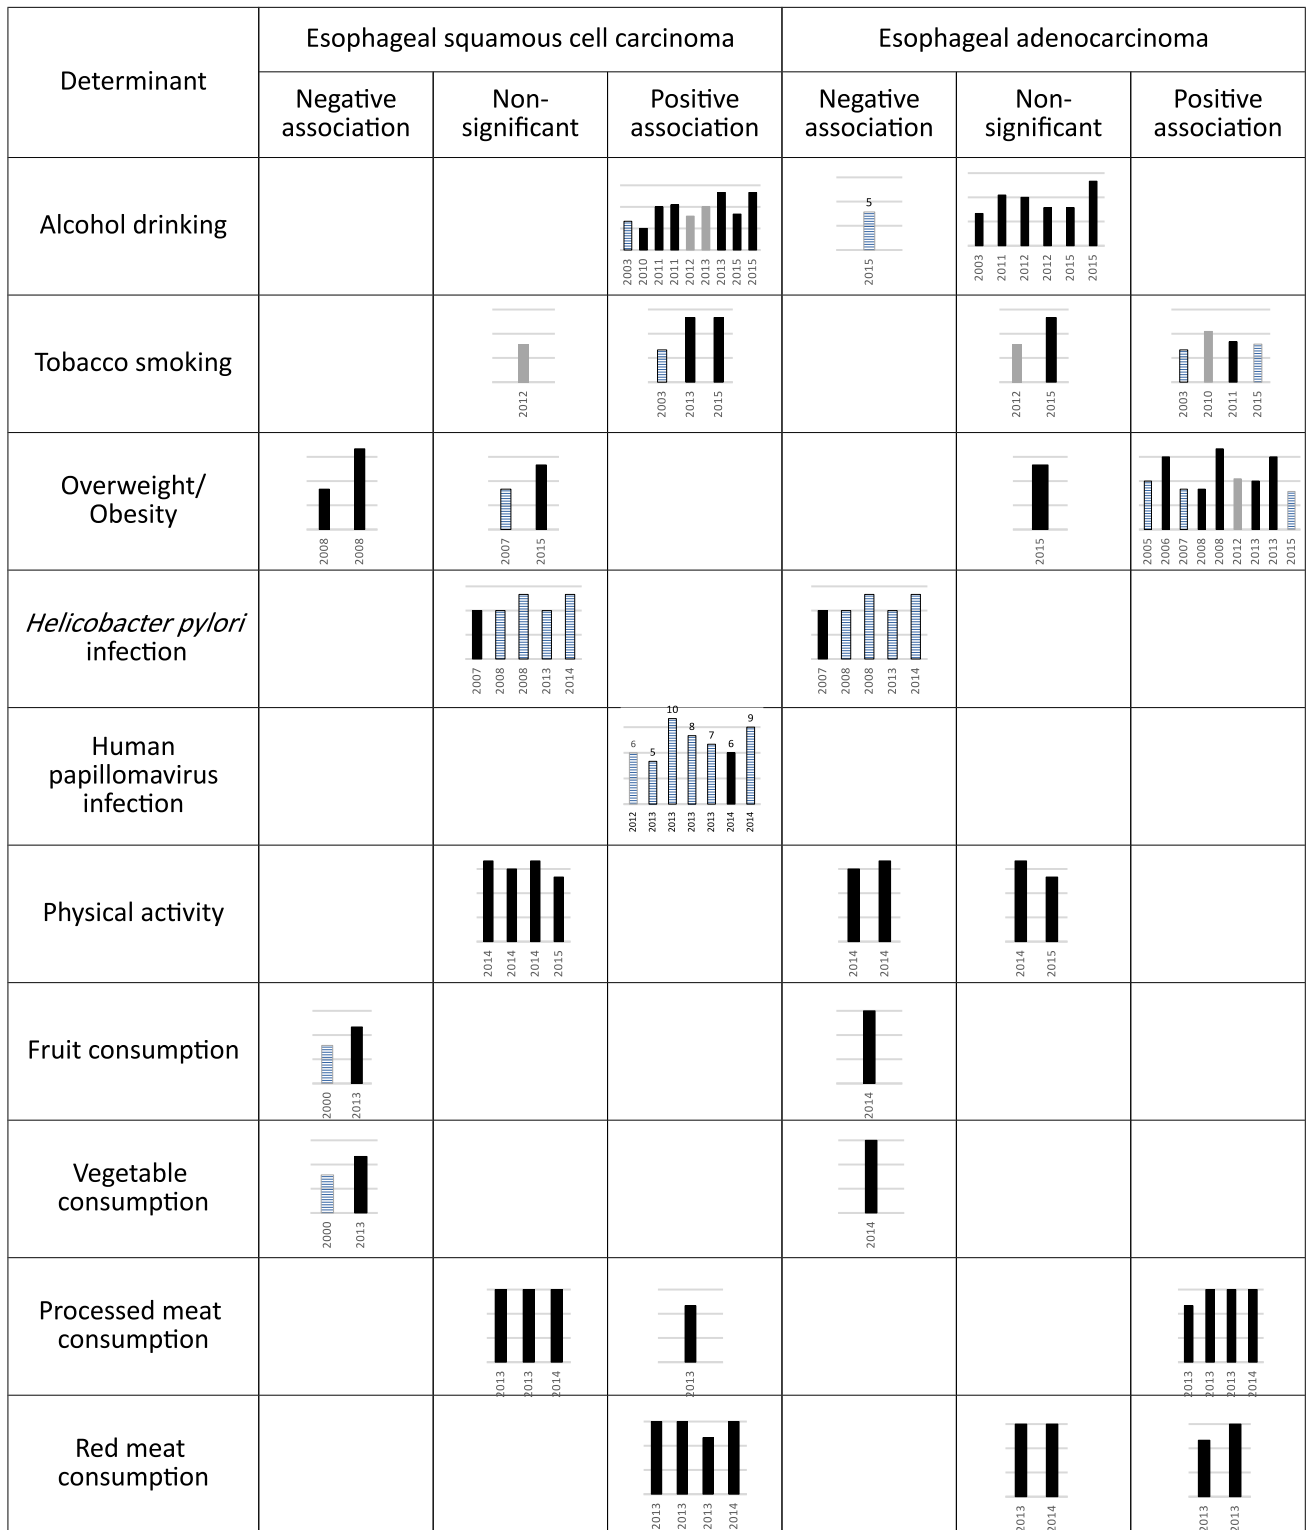 Esophageal squamous cell carcinoma
Esophageal adenocarcinoma
Determinant
Negative
association
Non-
significant
Positive
association
Negative
association
Non-
significant
Positive
association
Alcohol drinking
2003 2010 2011 2011 2012 2013 2013 2015 2015
5
2015
2003 2011 2012 2012 2015 2015
Tobacco smoking
2012
2003 2013 2015
2012 2015
2003 2010 2011 2015
Overweight/
Obesity
2008 2008
2007 2015
2015
2005 2006 2007 2008 2008 2012 2013 2013 2015
Helicobacter pylori
infection
2007 2008 2008 2013 2014
2007 2008 2008 2013 2014
Human
papillomavirus
infection
6 5 10 8 7 6 9
2012 2013 2013 2013 2013 2014 2014
Physical activity
2014 2014 2014 2015
2014 2014
2014 2015
Fruit consumption
2000 2013
2014
Vegetable
consumption
2000 2013
2014
Processed meat
consumption
2013 2013 2014
2013
2013 2013 2013 2014
Red meat
consumption
2013 2013 2013 2014
2013 2014
2013 2013